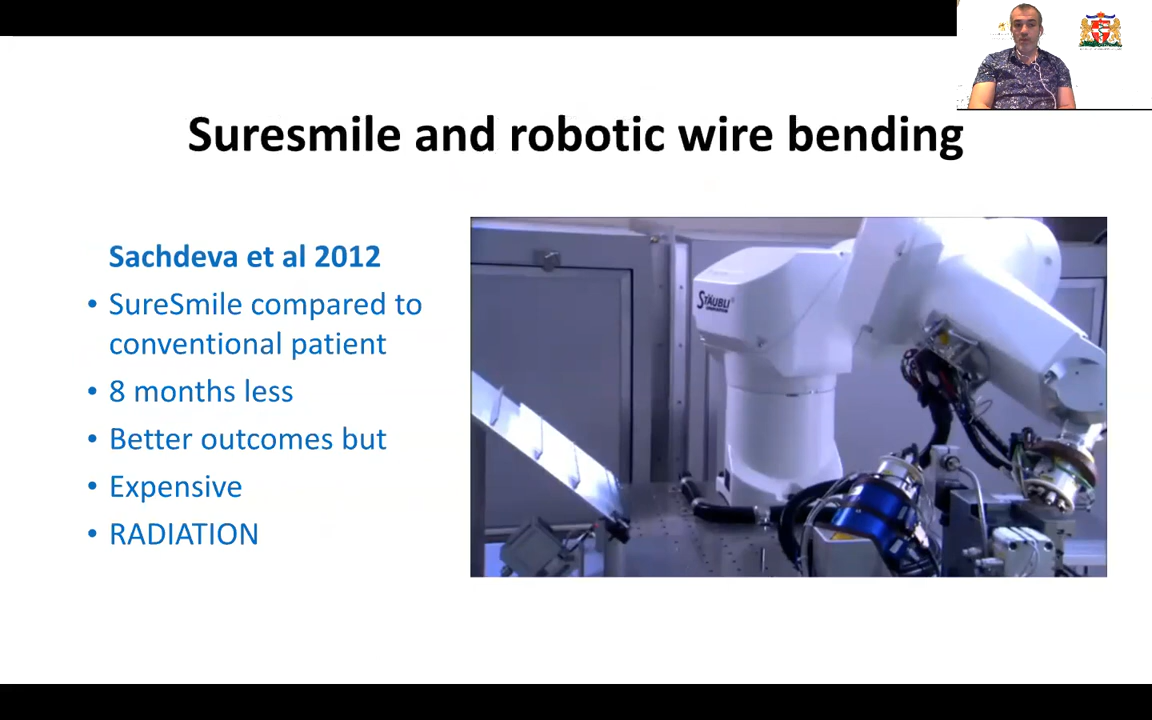 Suresmile and robotic wire bending
Sachdeva et al 2012
• SureSmile compared to
conventional patient
• 8 months less
• Better outcomes but
• Expensive
• RADIATION
STÄUBLI